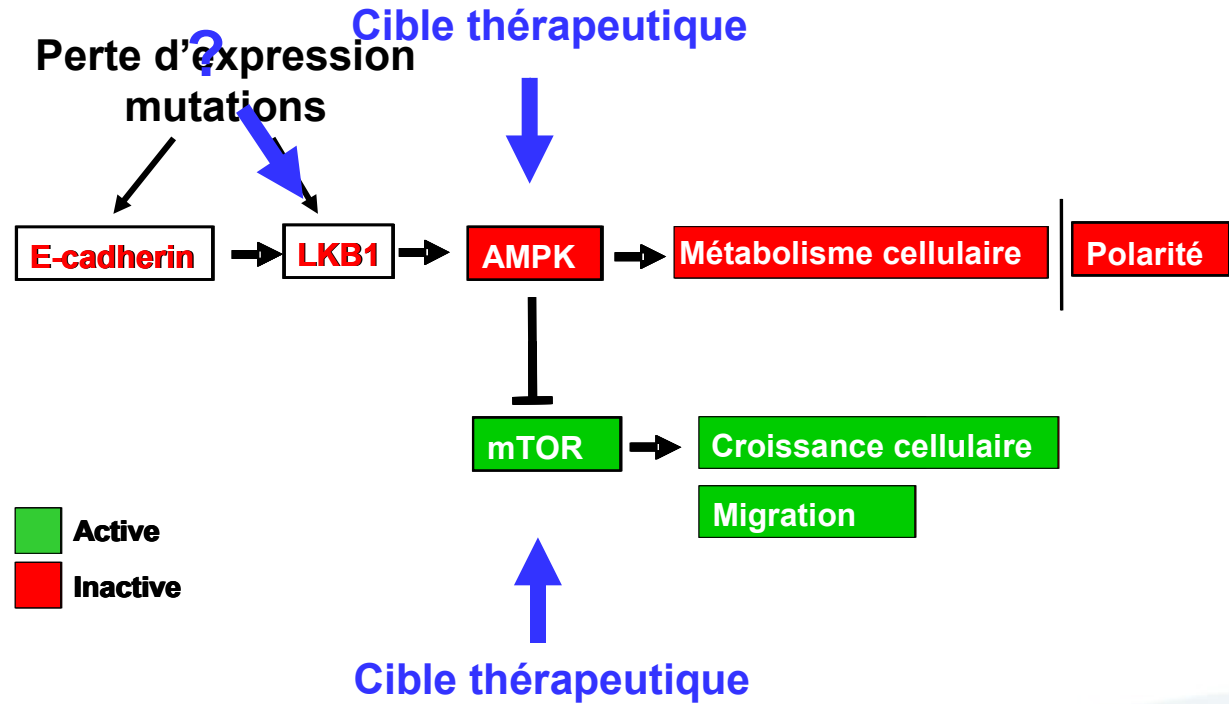 Cible thérapeutique
?
Perte d'expression
mutations
E-cadherin
LKB1
AMPK
Métabolisme cellulaire
Polarité
mTOR
Croissance cellulaire
Migration
Active
Inactive
Cible thérapeutique